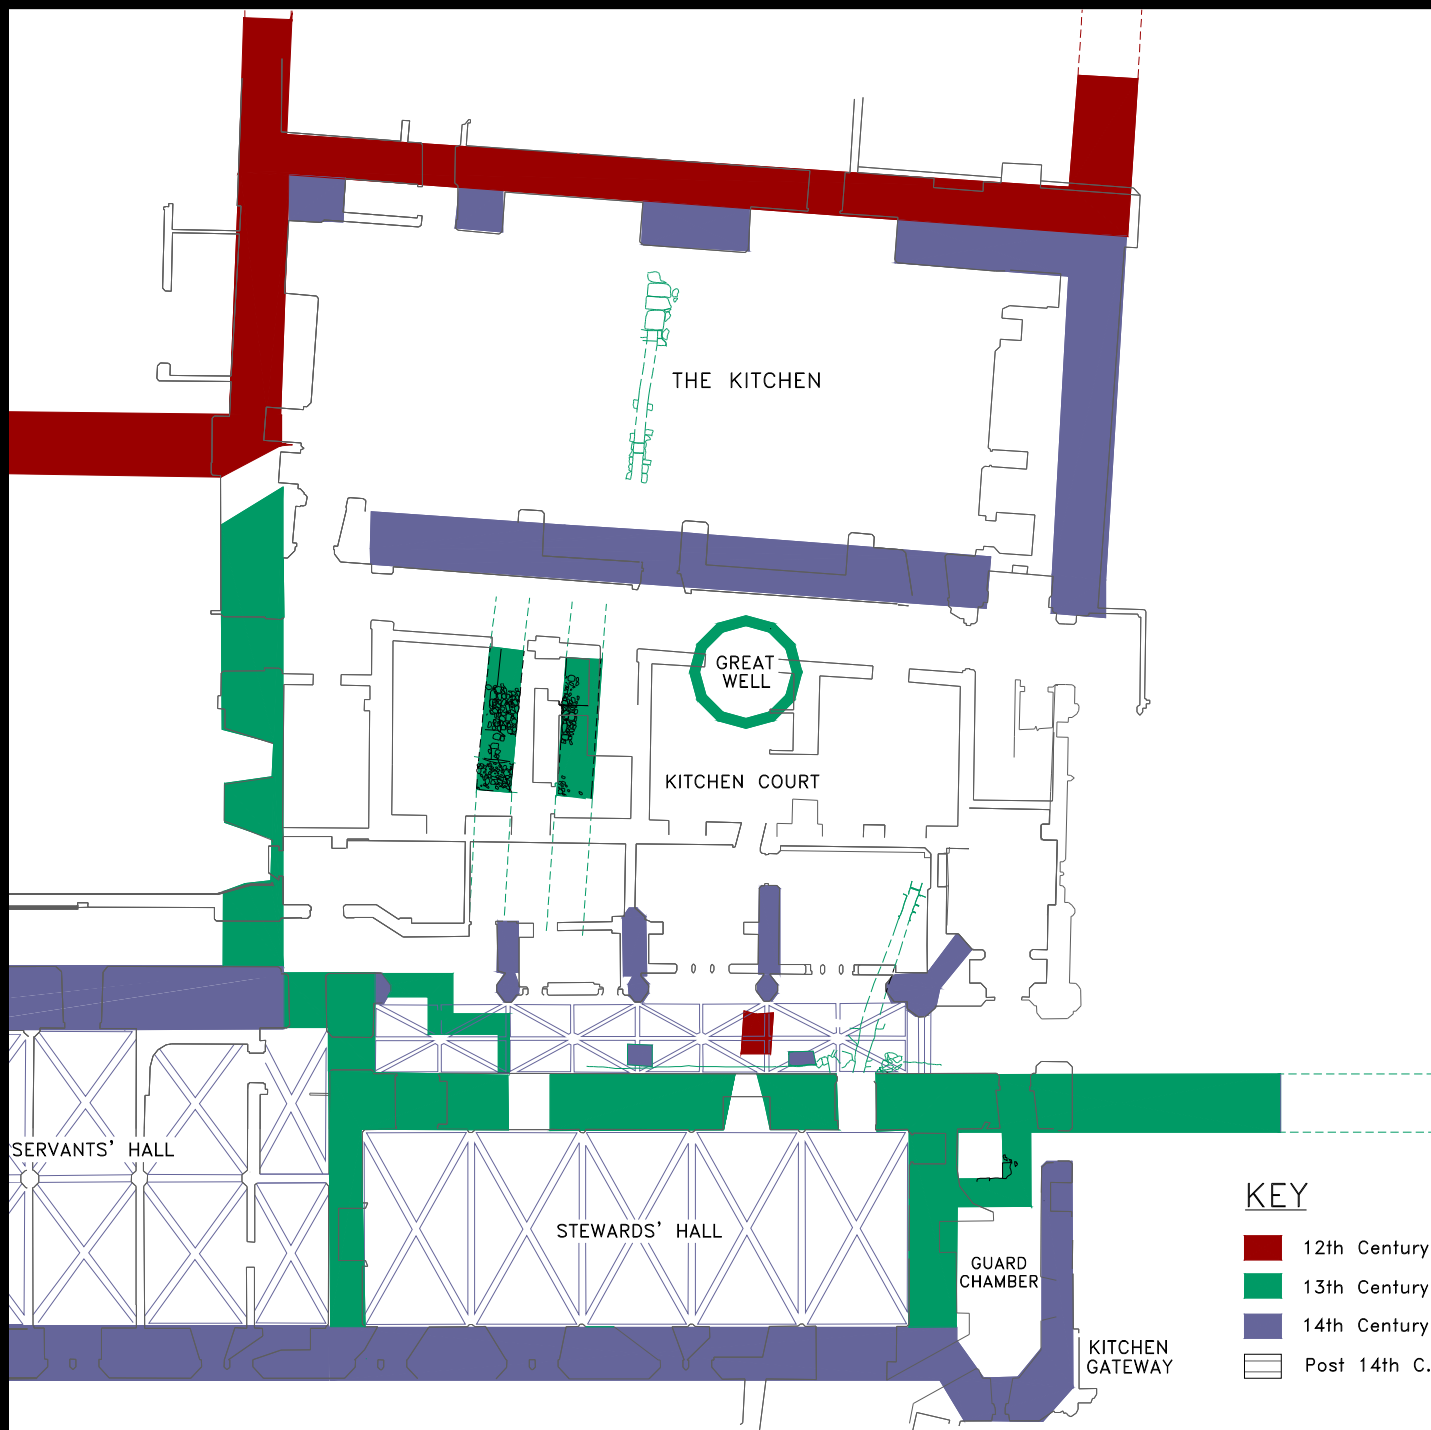 THE KITCHEN
GREAT
WELL
KITCHEN COURT
SERVANTS' HALL
STEWARDS' HALL
GUARD
CHAMBER
KITCHEN
GATEWAY
KEY
12th Century
13th Century
14th Century
Post 14th C.